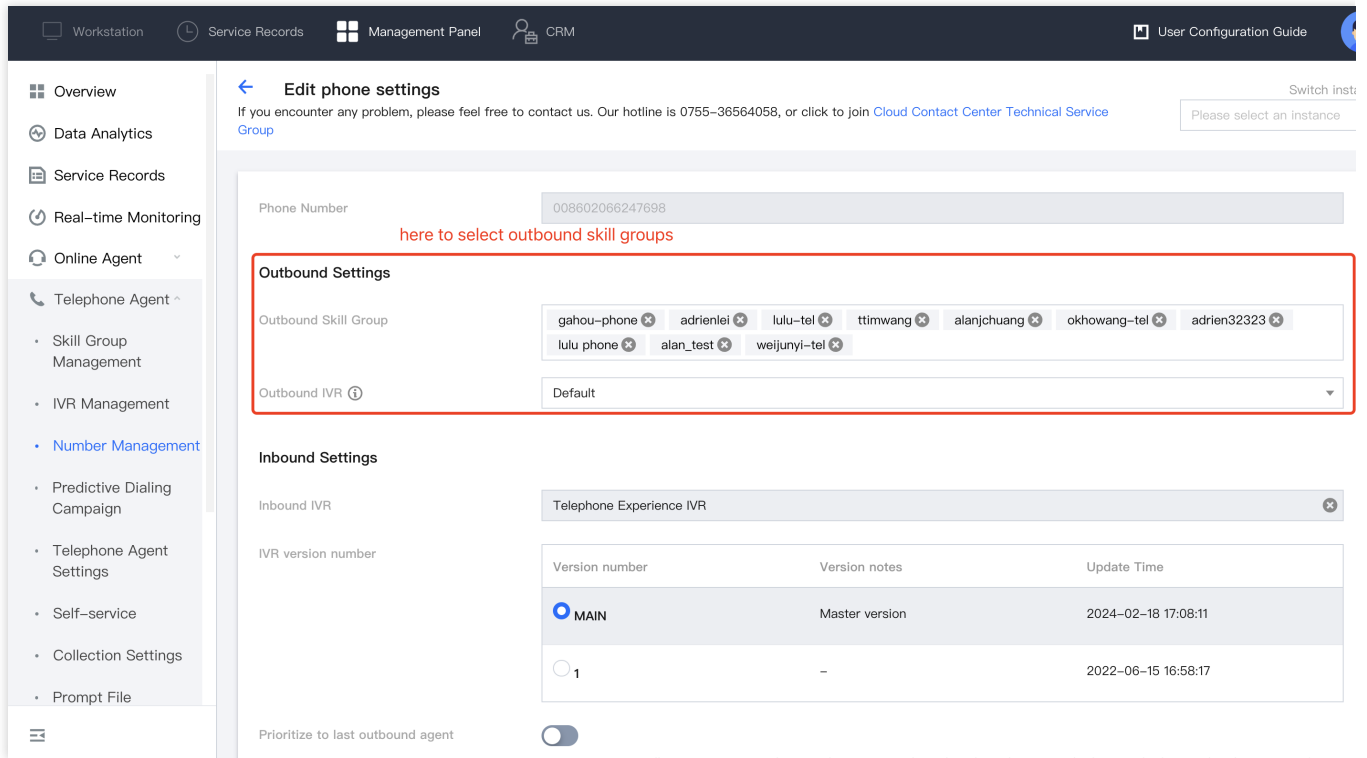 Workstation
Service Records
Management Panel
CRM
User Configuration Guide
Overview
Data Analytics
Service Records
Real-time Monitoring
Online Agent
Telephone Agent
Skill Group
Management
IVR Management
Number Management
Predictive Dialing
Campaign
Telephone Agent
Settings
Self-service
Collection Settings
Prompt File
Edit phone settings
If you encounter any problem, please feel free to contact us. Our hotline is 0755-36564058, or click to join Cloud Contact Center Technical Service
Group
Switch insta
Please select an instance
Phone Number
008602066247698
here to select outbound skill groups
Outbound Settings
Outbound Skill Group
gahou-phone adrienlei lulu-tel ttimwang alanjchuang okhowang-tel adrien32323
lulu phone alan_test weijunyi-tel
Outbound IVR
Default
Inbound Settings
Inbound IVR
Telephone Experience IVR
IVR version number
Version number Version notes Update Time
MAIN Master version 2024-02-18 17:08:11
1 - 2022-06-15 16:58:17
Prioritize to last outbound agent